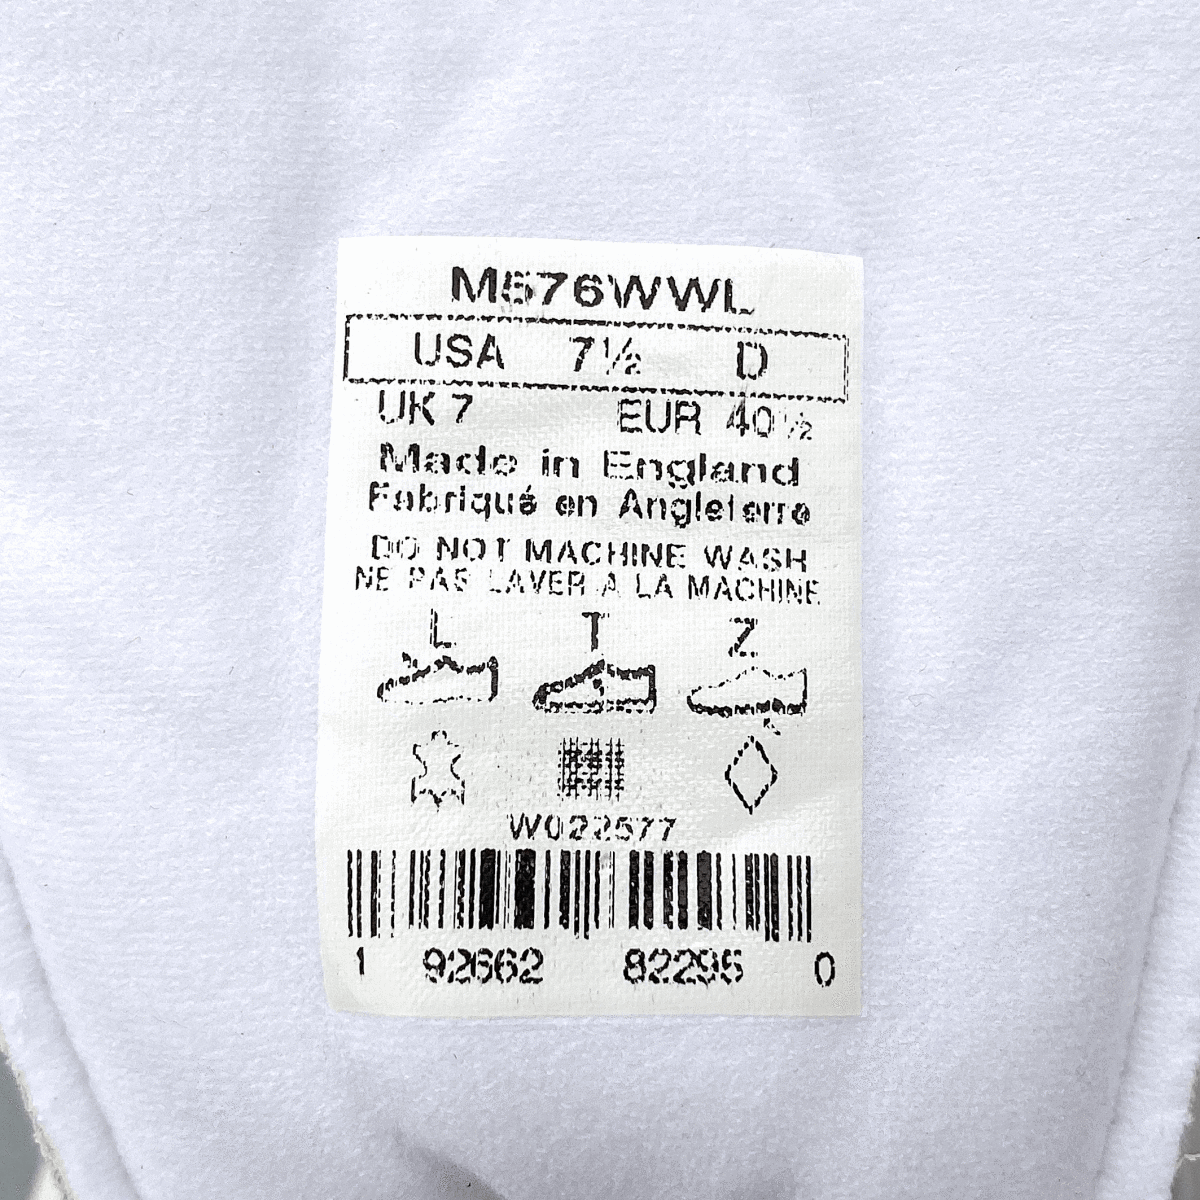 M576WWL
USA 7½ D
UK 7 EUR 40½
Made in England
Fabriqué en Angleterre
DO NOT MACHINE WASH
NE PAS LAVER A LA MACHINE
L T Z
W022577
1 92662 82295 0